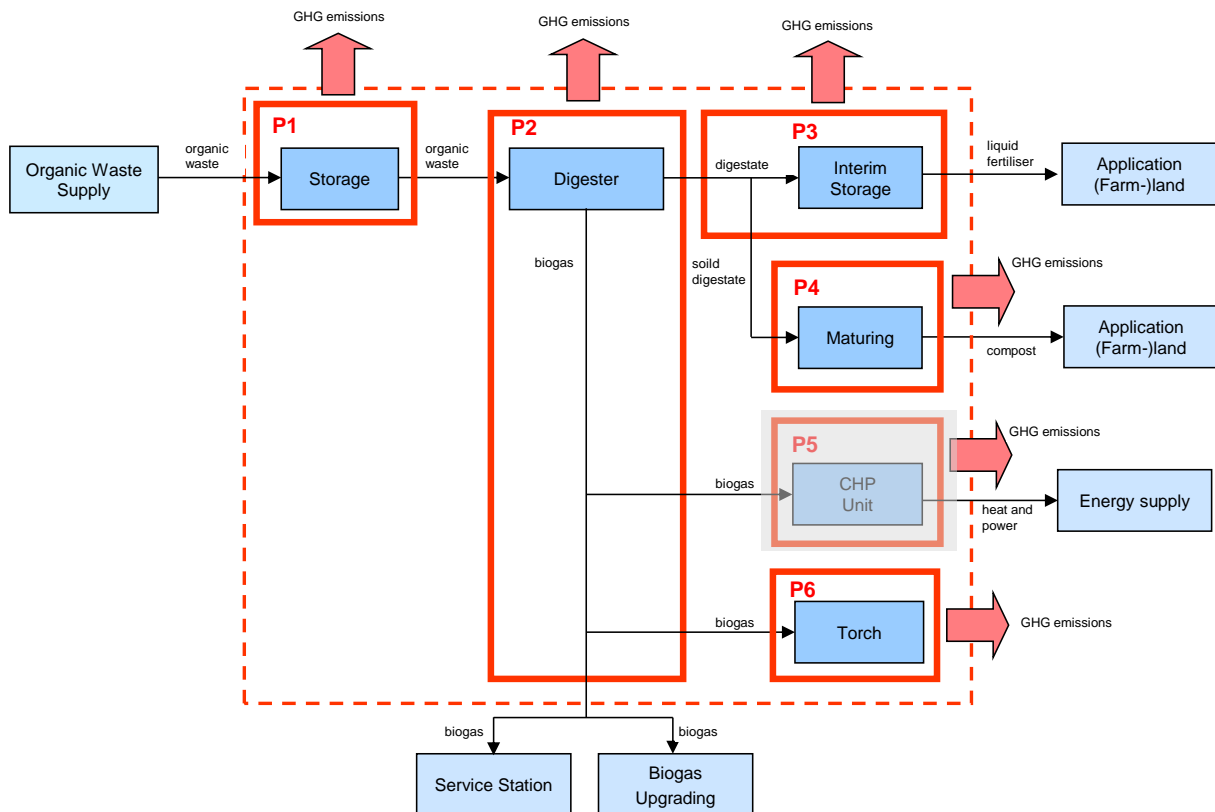 GHG emissions
GHG emissions
GHG emissions
P1
P2
P3
organic
waste
organic
waste
digestate
liquid
fertiliser
Organic Waste
Supply
Storage
Digester
Interim
Storage
Application
(Farm-)land
biogas
soild
digestate
GHG emissions
P4
Maturing
compost
Application
(Farm-)land
P5
GHG emissions
biogas
CHP
Unit
heat and
power
Energy supply
P6
biogas
Torch
GHG emissions
biogas
biogas
Service Station
Biogas
Upgrading